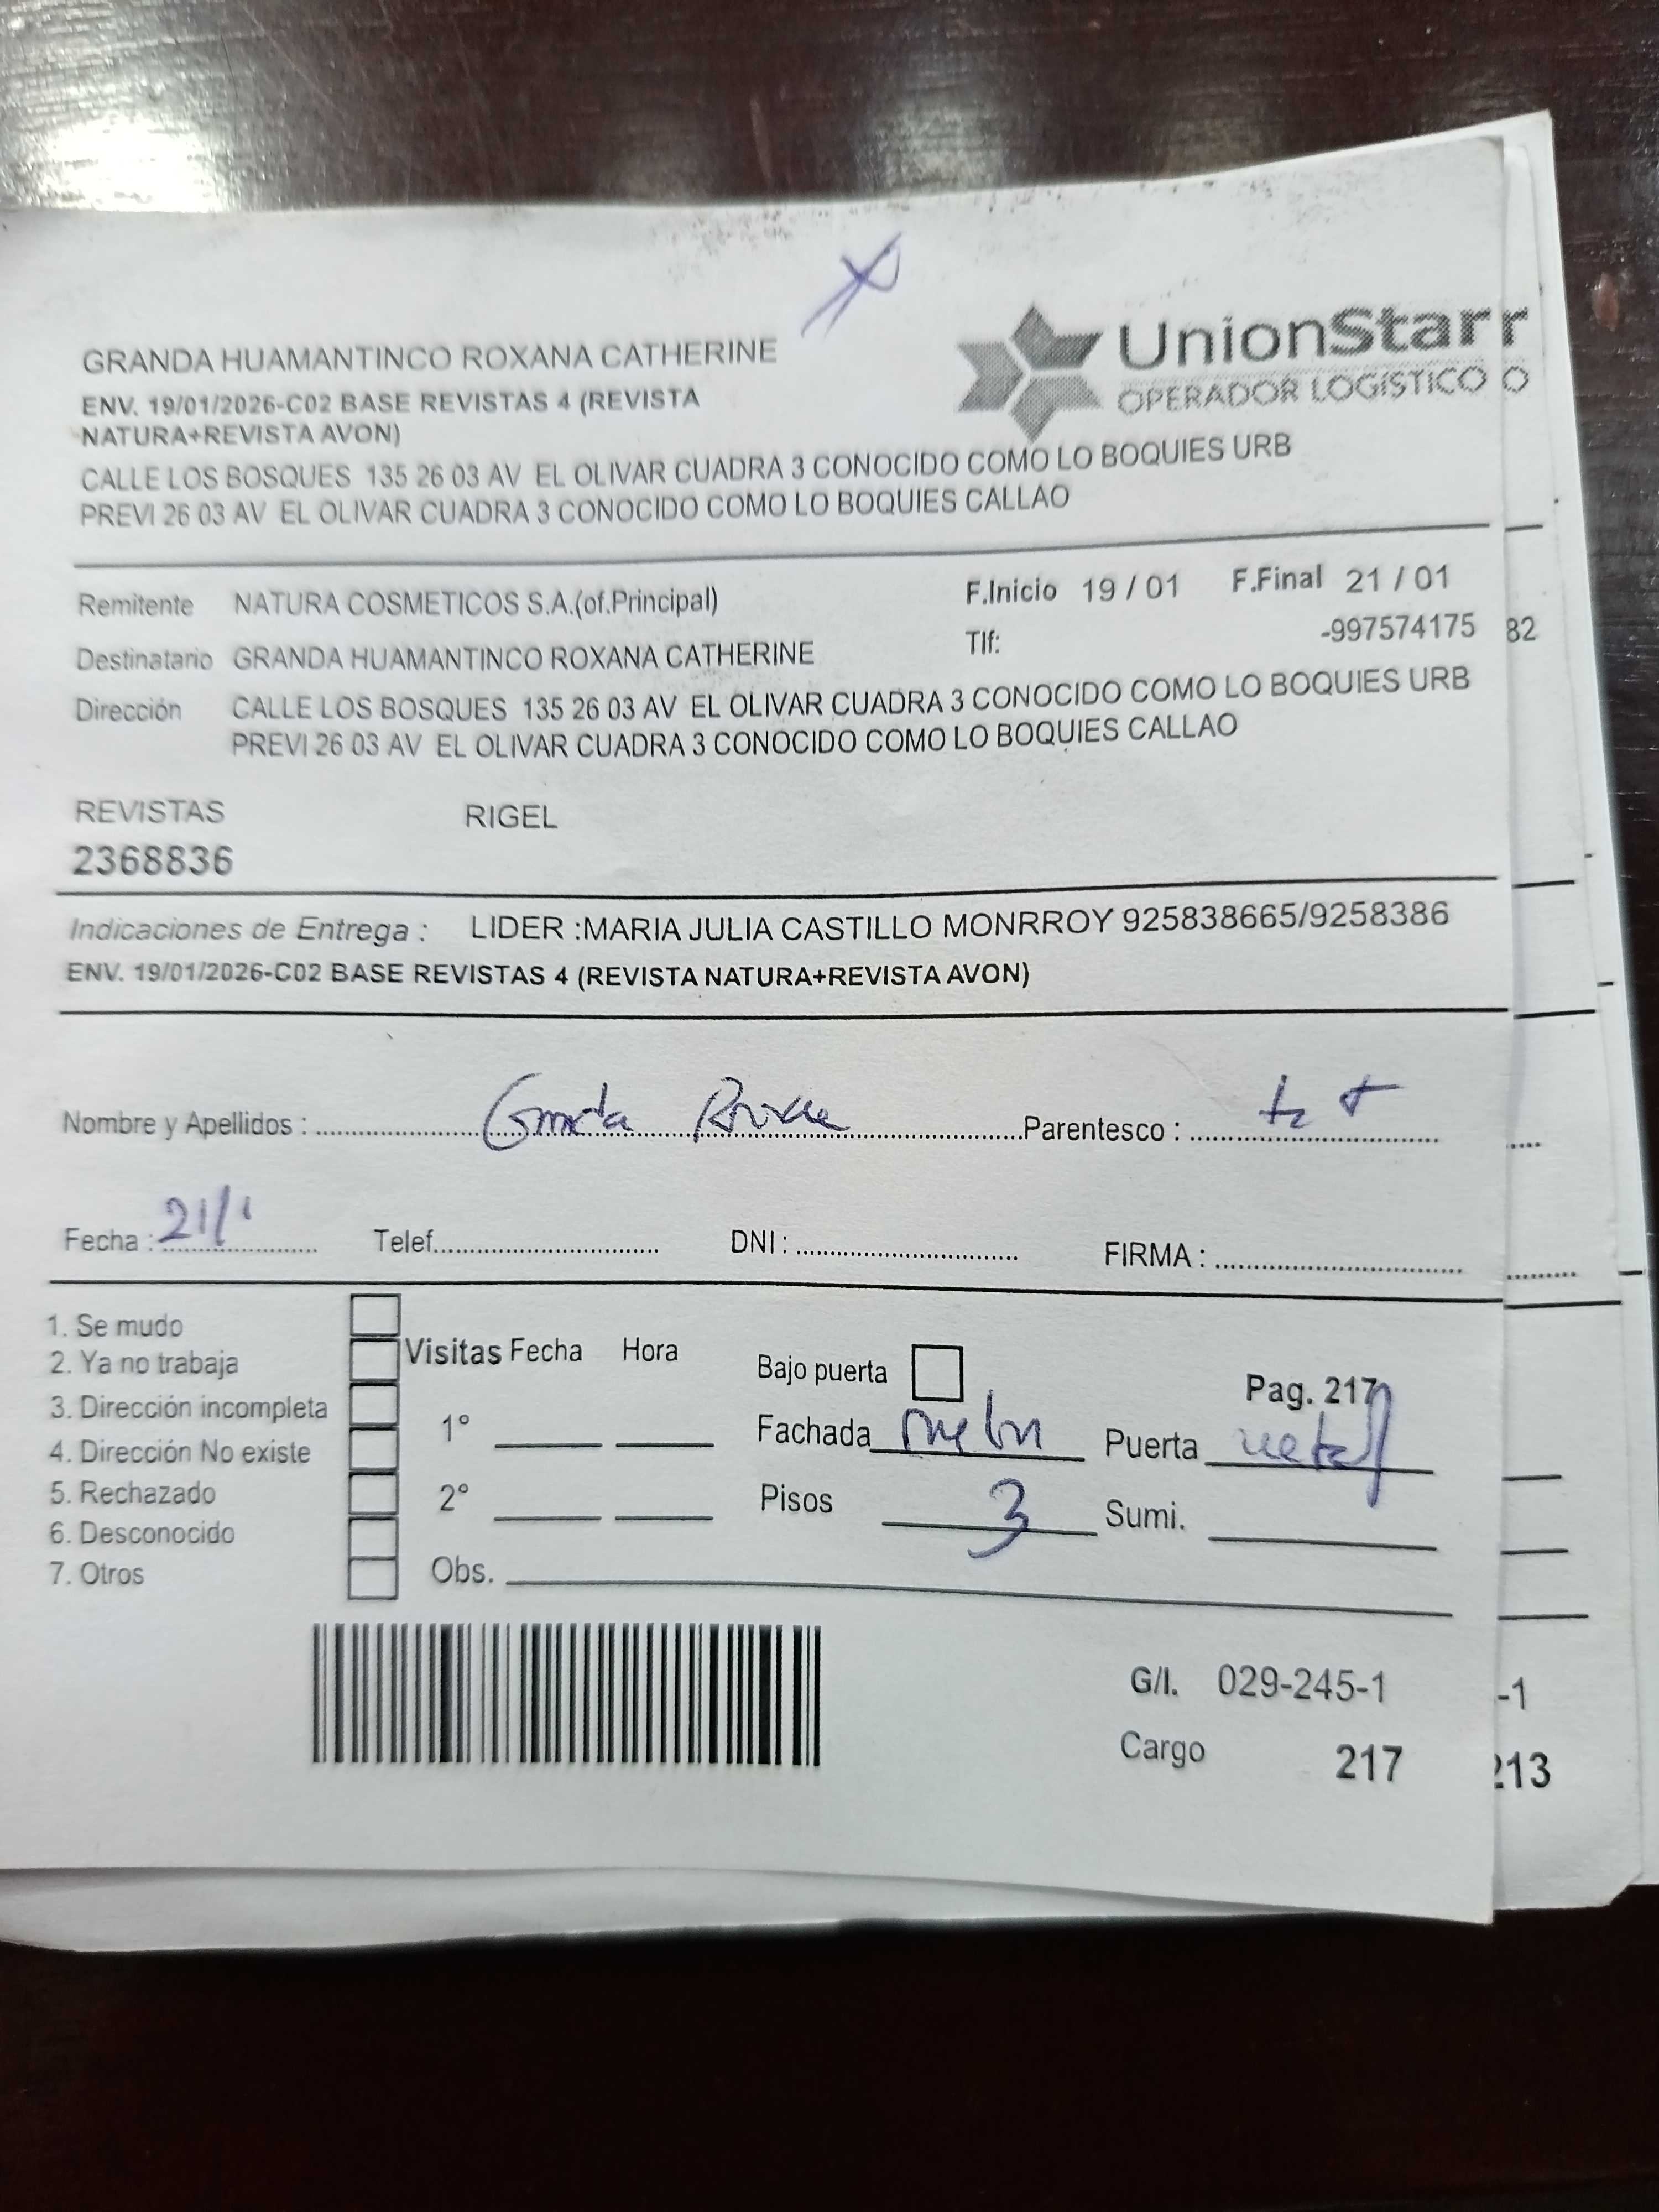 GRANDA HUAMANTINCO ROXANA CATHERINE
UnionStarr r
OPERADOR LOGÍSTICO O
ENV. 19/01/2026-C02 BASE REVISTAS 4 (REVISTA
NATURA+REVISTA AVON)
CALLE LOS BOSQUES 135 26 03 AV EL OLIVAR CUADRA 3 CONOCIDO COMO LO BOQUIES URB
PREVI 26 03 AV EL OLIVAR CUADRA 3 CONOCIDO COMO LO BOQUIES CALLAO
Remitente NATURA COSMETICOS S.A.(of.Principal) F.Inicio 19 / 01 F.Final 21 / 01
Destinatario GRANDA HUAMANTINCO ROXANA CATHERINE Tlf: -997574175 82
Dirección CALLE LOS BOSQUES 135 26 03 AV EL OLIVAR CUADRA 3 CONOCIDO COMO LO BOQUIES URB
PREVI 26 03 AV EL OLIVAR CUADRA 3 CONOCIDO COMO LO BOQUIES CALLAO
REVISTAS RIGEL
2368836
Indicaciones de Entrega : LIDER :MARIA JULIA CASTILLO MONRROY 925838665/9258386
ENV. 19/01/2026-C02 BASE REVISTAS 4 (REVISTA NATURA+REVISTA AVON)
Nombre y Apellidos : Granda Parentesco :
Fecha : 21/1 Telef. DNI : FIRMA :
1. Se mudo
2. Ya no trabaja Visitas Fecha Hora Bajo puerta Pag. 217
3. Dirección incompleta 1° Fachada melon Puerta metal
4. Dirección No existe
5. Rechazado 2° Pisos 3 Sumi.
6. Desconocido
7. Otros Obs.
G/I. 029-245-1 -1
Cargo 217 213